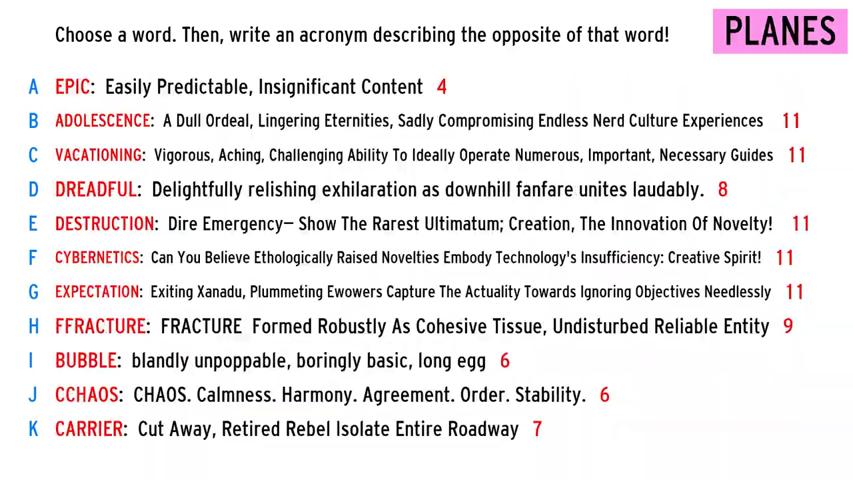 Choose a word. Then, write an acronym describing the opposite of that word!
PLANES
A EPIC: Easily Predictable, Insignificant Content 4
B ADOLESCENCE: A Dull Ordeal, Lingering Eternities, Sadly Compromising Endless Nerd Culture Experiences 11
C VACATIONING: Vigorous, Aching, Challenging Ability To Ideally Operate Numerous, Important, Necessary Guides 11
D DREADFUL: Delightfully relishing exhilaration as downhill fanfare unites laudably. 8
E DESTRUCTION: Dire Emergency— Show The Rarest Ultimatum; Creation, The Innovation Of Novelty! 11
F CYBERNETICS: Can You Believe Ethologically Raised Novelties Embody Technology's Insufficiency: Creative Spirit! 11
G EXPECTATION: Exiting Xanadu, Plummeting Ewowers Capture The Actuality Towards Ignoring Objectives Needlessly 11
H FFRACTURE: FRACTURE Formed Robustly As Cohesive Tissue, Undisturbed Reliable Entity 9
I BUBBLE: blandly unpoppable, boringly basic, long egg 6
J CCHAOS: CHAOS. Calmness. Harmony. Agreement. Order. Stability. 6
K CARRIER: Cut Away, Retired Rebel Isolate Entire Roadway 7